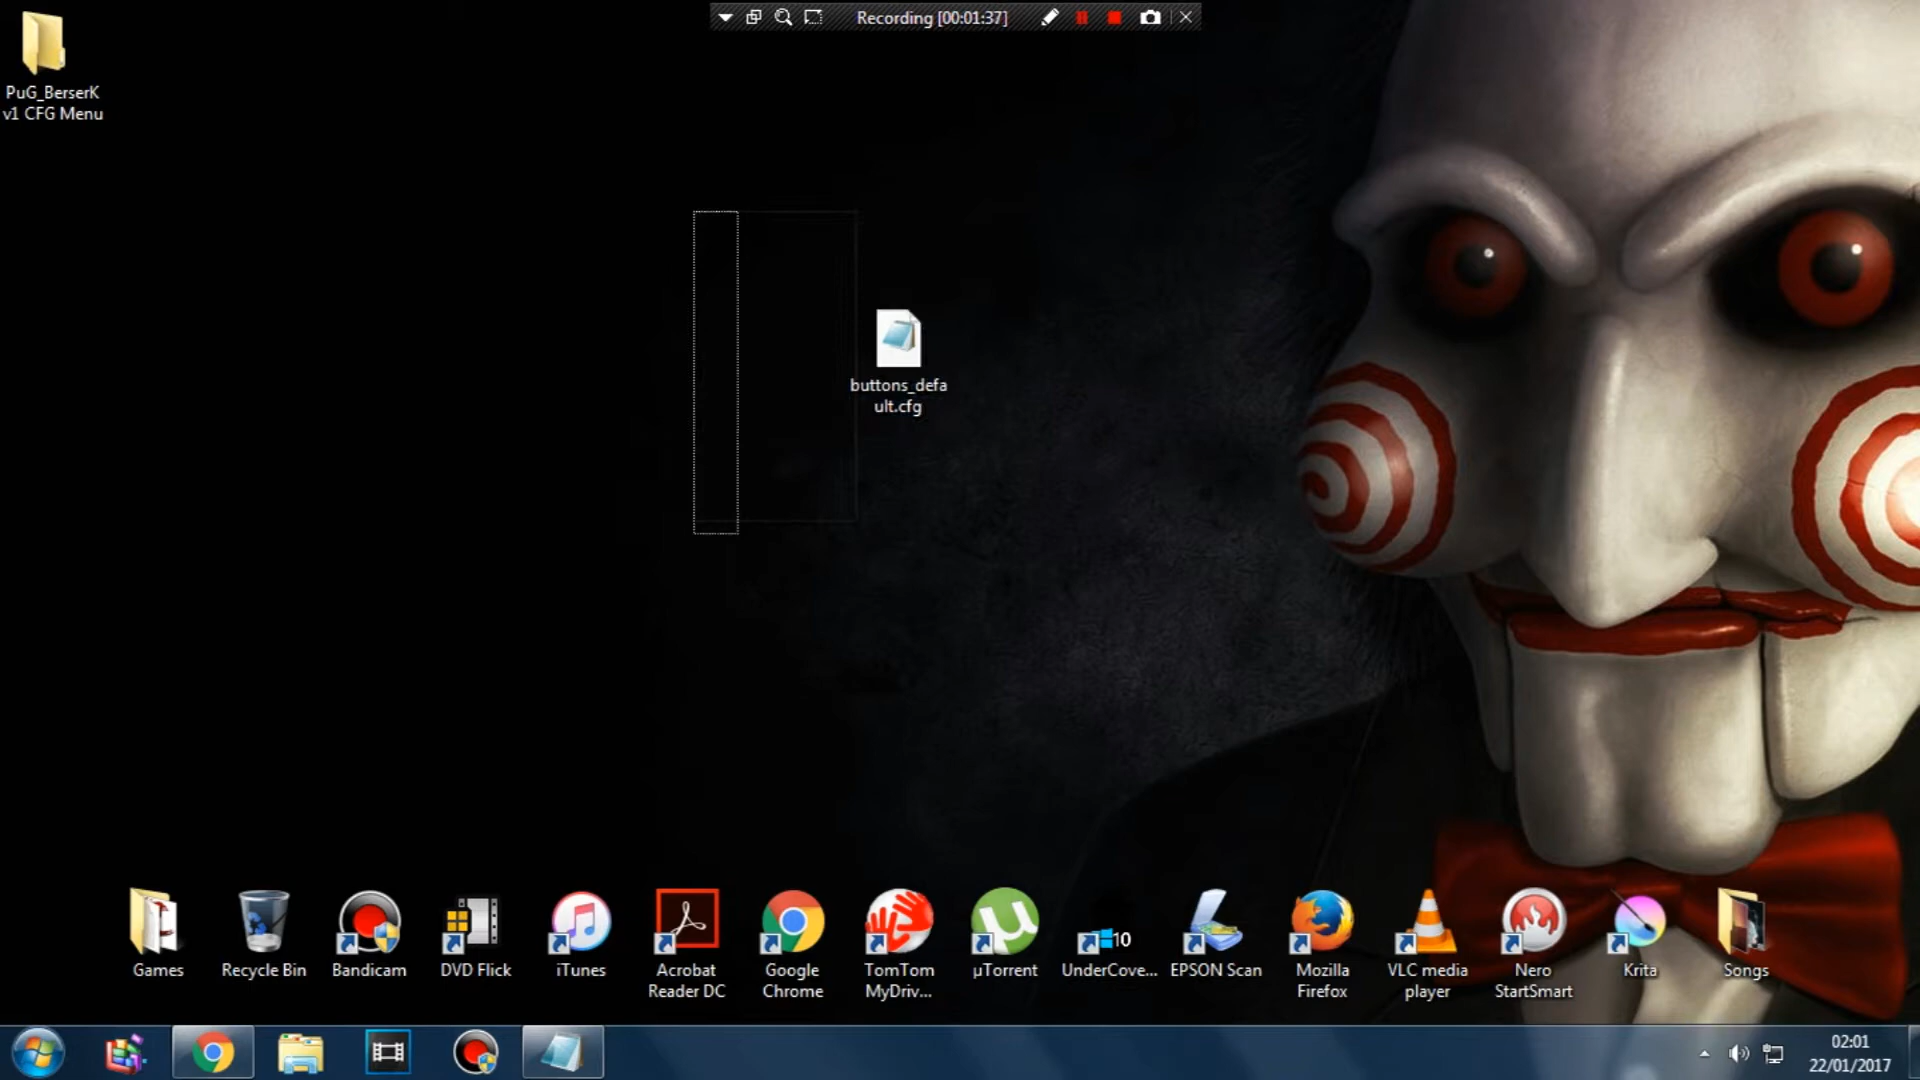 Recording [00:01:37]
PuG_BerserK
v1 CFG Menu
buttons_defa
ult.cfg
Games
Recycle Bin
Bandicam
DVD Flick
iTunes
Acrobat
Reader DC
Google
Chrome
TomTom
MyDriv...
µTorrent
10
UnderCove...
EPSON Scan
Mozilla
Firefox
VLC media
player
Nero
StartSmart
Krita
Songs
02:01
22/01/2017